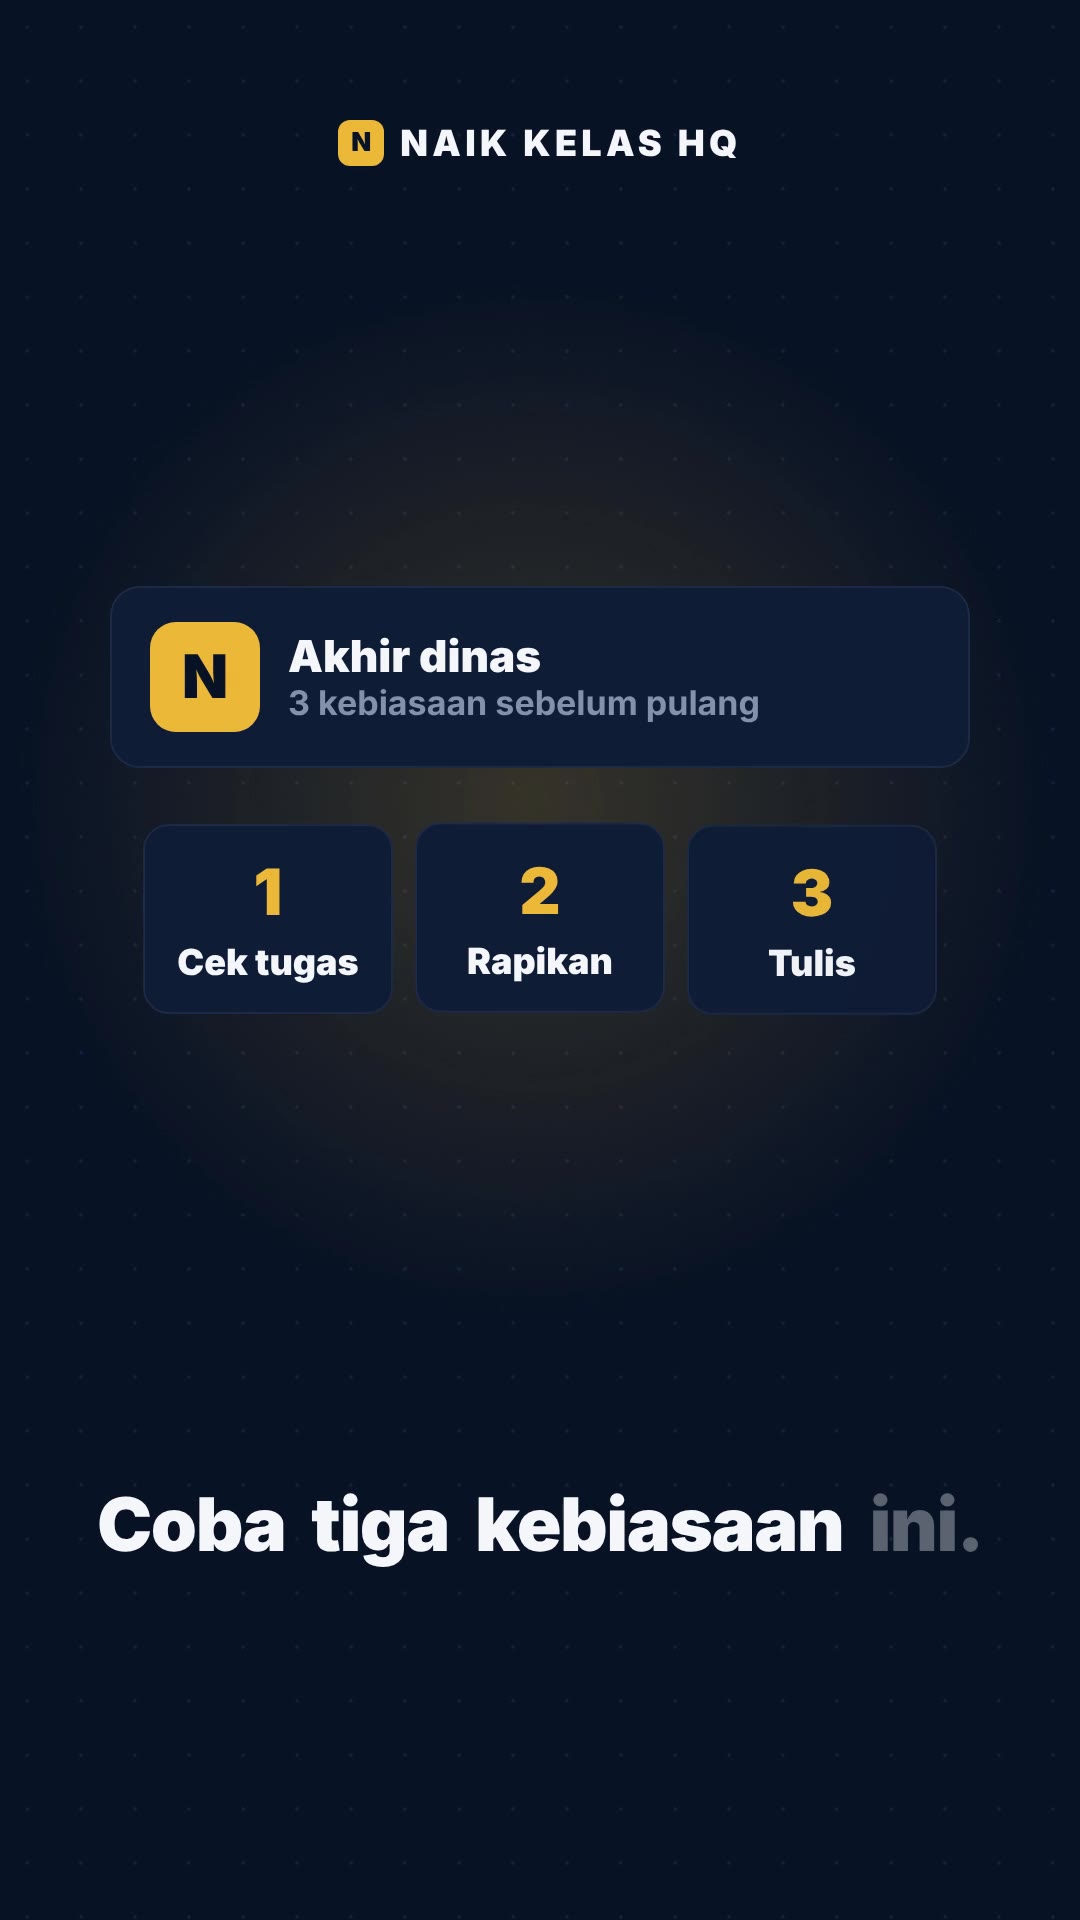 N NAIK KELAS HQ
N
Akhir dinas
3 kebiasaan sebelum pulang
1
Cek tugas
2
Rapikan
3
Tulis
Coba tiga kebiasaan ini.